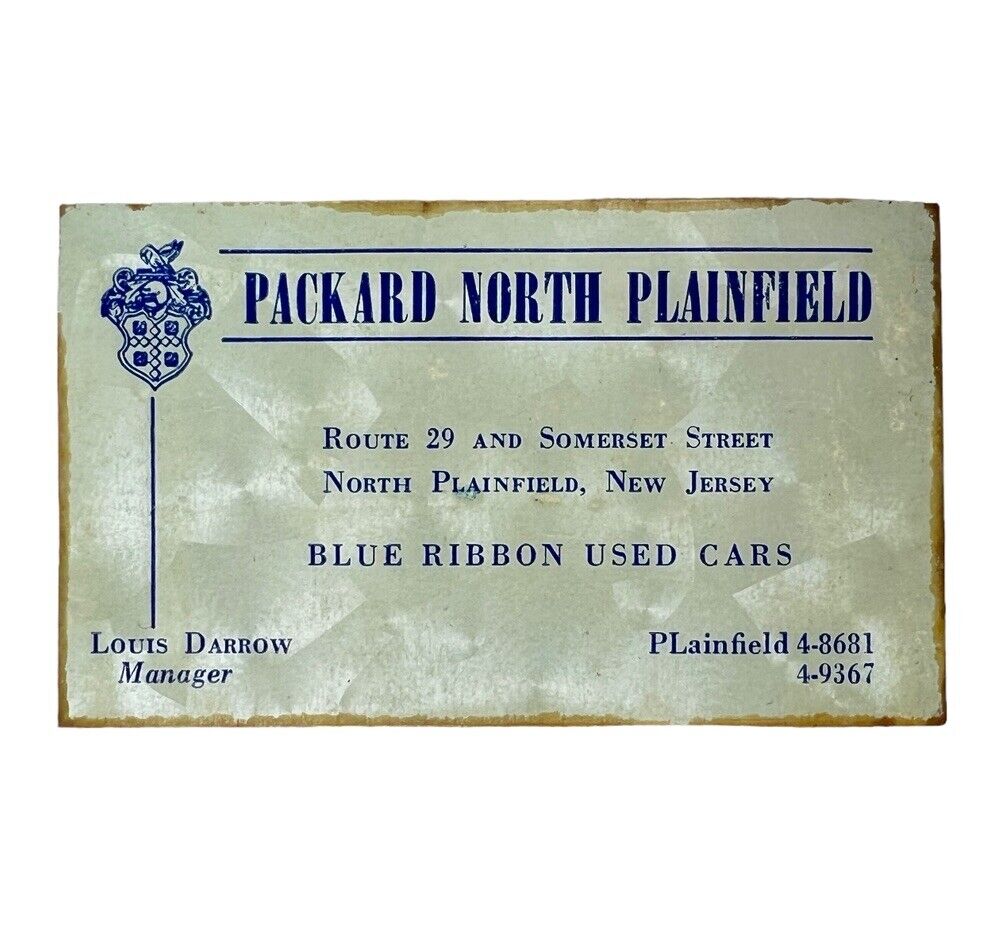 PACKARD NORTH PLAINFIELD
ROUTE 29 AND SOMERSET STREET
NORTH PLAINFIELD, NEW JERSEY
BLUE RIBBON USED CARS
LOUIS DARROW
Manager
PLainfield 4-8681
4-9367